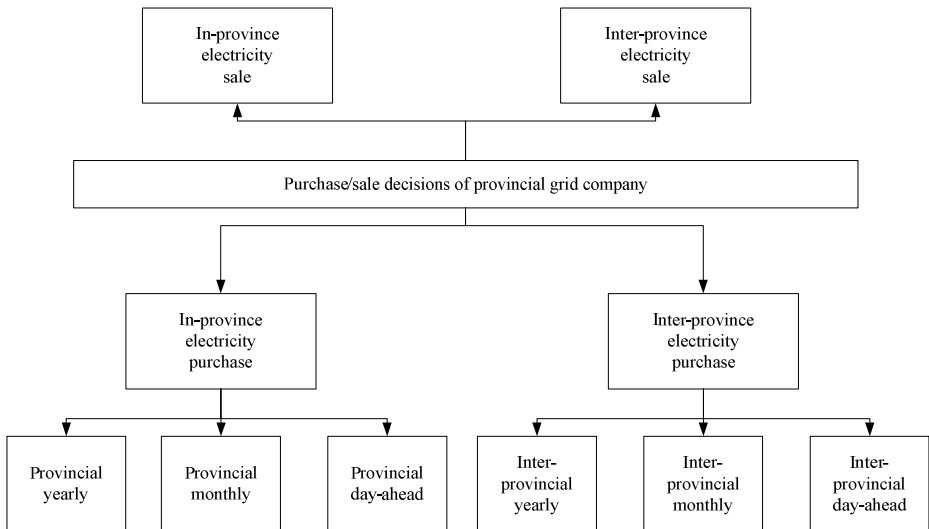 In-province
electricity
sale
Inter-province
electricity
sale
Purchase/sale decisions of provincial grid company
In-province
electricity
purchase
Inter-province
electricity
purchase
Provincial
yearly
Provincial
monthly
Provincial
day-ahead
Inter-
provincial
yearly
Inter-
provincial
monthly
Inter-
provincial
day-ahead